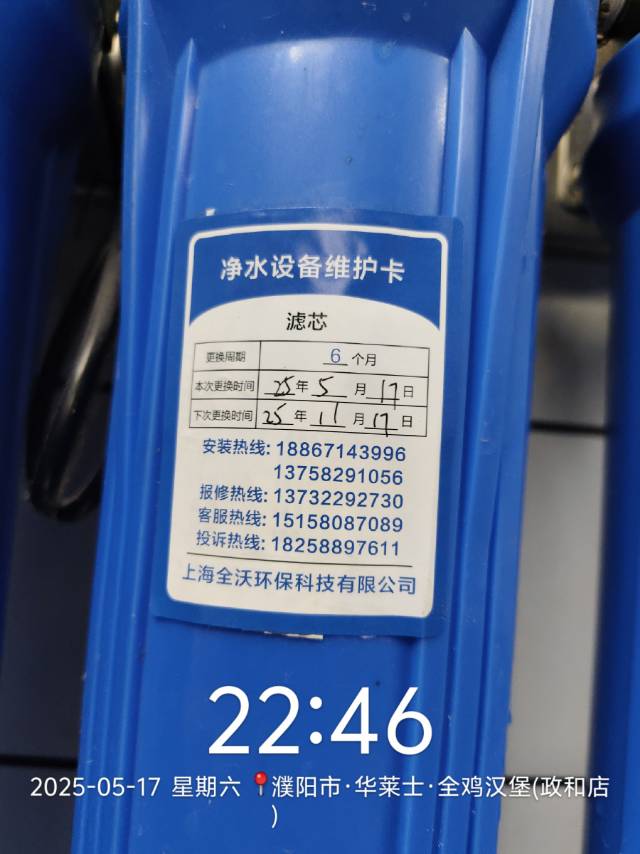 净水设备维护卡
滤芯
更换周期 6 个月
本次更换时间 25 年 5 月 17 日
下次更换时间 25 年 11 月 17 日
安装热线: 18867143996
13758291056
报修热线: 13732292730
客服热线: 15158087089
投诉热线: 18258897611
上海全沃环保科技有限公司
22:46
2025-05-17 星期六 📍濮阳市·华莱士·全鸡汉堡(政和店
)